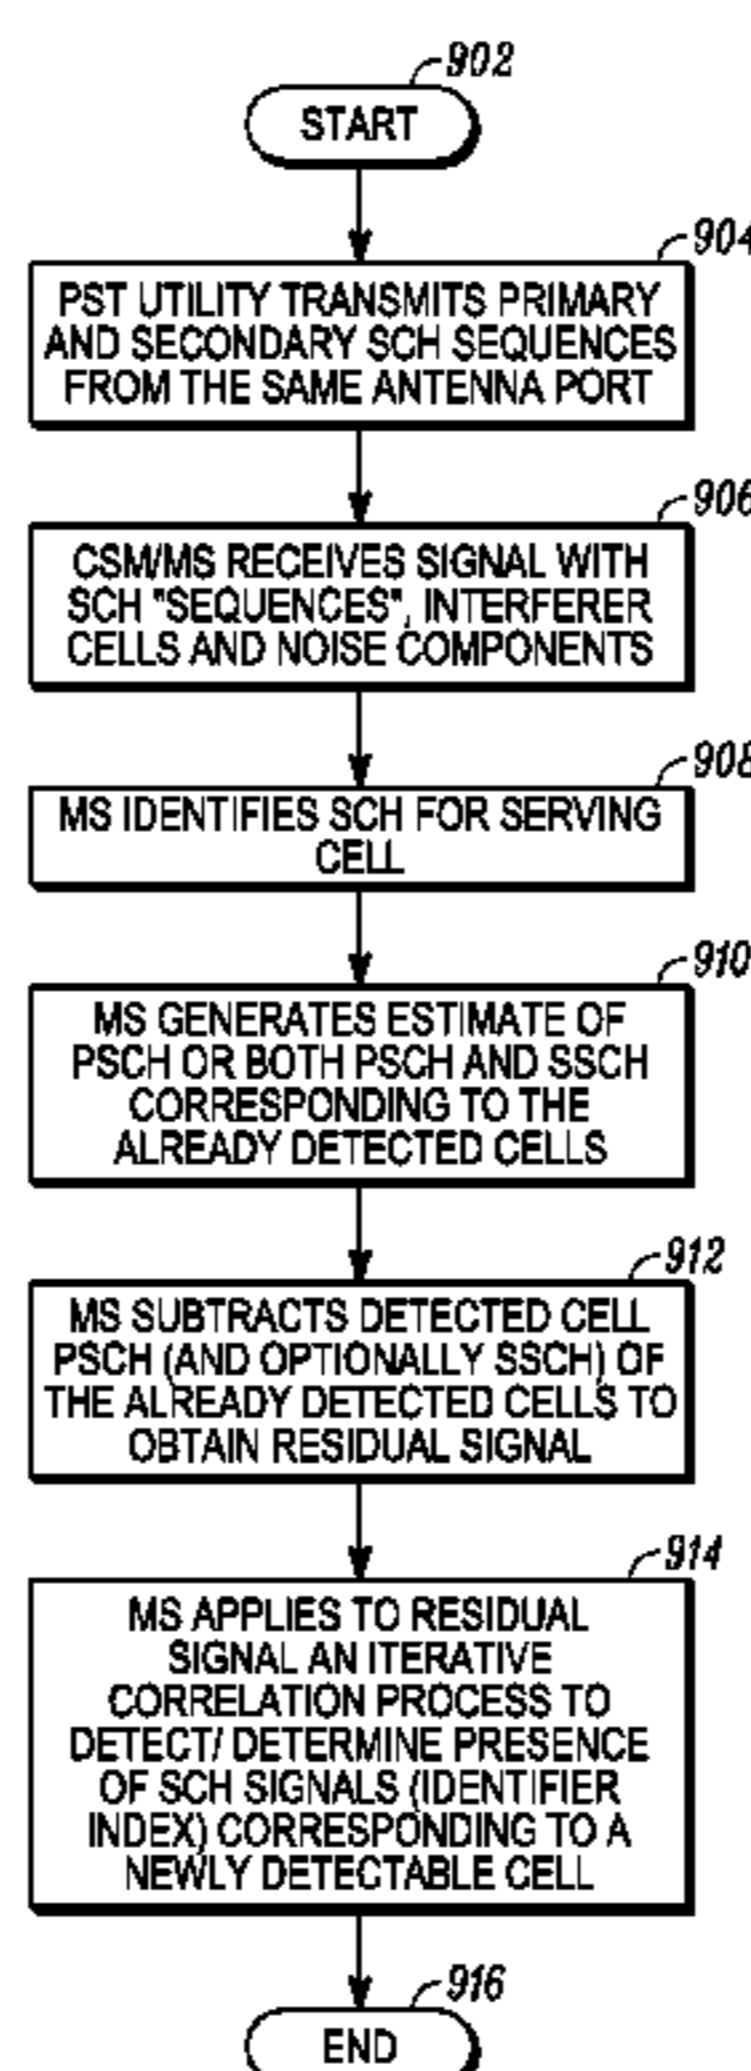 902
START
904
PST UTILITY TRANSMITS PRIMARY
AND SECONDARY SCH SEQUENCES
FROM THE SAME ANTENNA PORT
906
CSM/MS RECEIVES SIGNAL WITH
SCH "SEQUENCES", INTERFERER
CELLS AND NOISE COMPONENTS
908
MS IDENTIFIES SCH FOR SERVING
CELL
910
MS GENERATES ESTIMATE OF
PSCH OR BOTH PSCH AND SSCH
CORRESPONDING TO THE
ALREADY DETECTED CELLS
912
MS SUBTRACTS DETECTED CELL
PSCH (AND OPTIONALLY SSCH) OF
THE ALREADY DETECTED CELLS TO
OBTAIN RESIDUAL SIGNAL
914
MS APPLIES TO RESIDUAL
SIGNAL AN ITERATIVE
CORRELATION PROCESS TO
DETECT/ DETERMINE PRESENCE
OF SCH SIGNALS (IDENTIFIER
INDEX) CORRESPONDING TO A
NEWLY DETECTABLE CELL
916
END